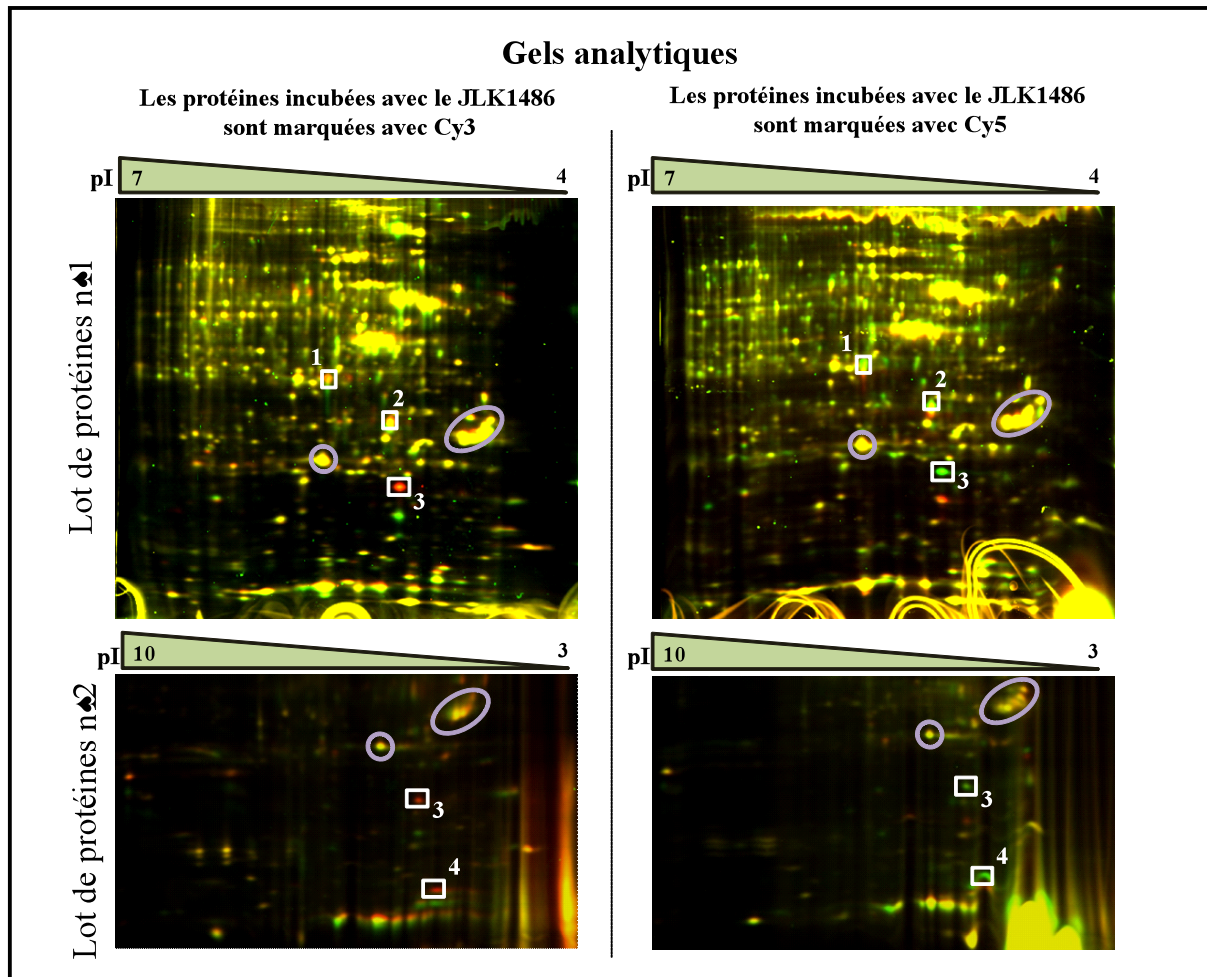 Gels analytiques
Les protéines incubées avec le JLK1486
sont marquées avec Cy3
Les protéines incubées avec le JLK1486
sont marquées avec Cy5
pI 7 4
pI 7 4
Lot de protéines n♠1
1
2
3
1
2
3
pI 10 3
pI 10 3
Lot de protéines n♠2
3
4
3
4